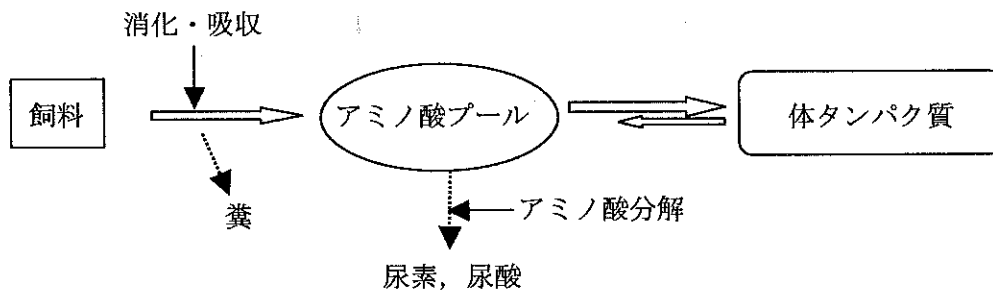 消化・吸収
飼料
アミノ酸プール
体タンパク質
糞
アミノ酸分解
尿素，尿酸